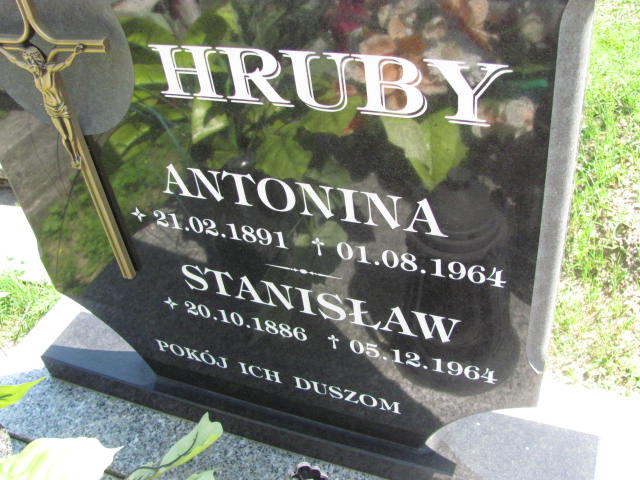 HRUBY
ANTONINA
✧ 21.02.1891 † 01.08.1964
STANISŁAW
✧ 20.10.1886 † 05.12.1964
POKÓJ ICH DUSZOM